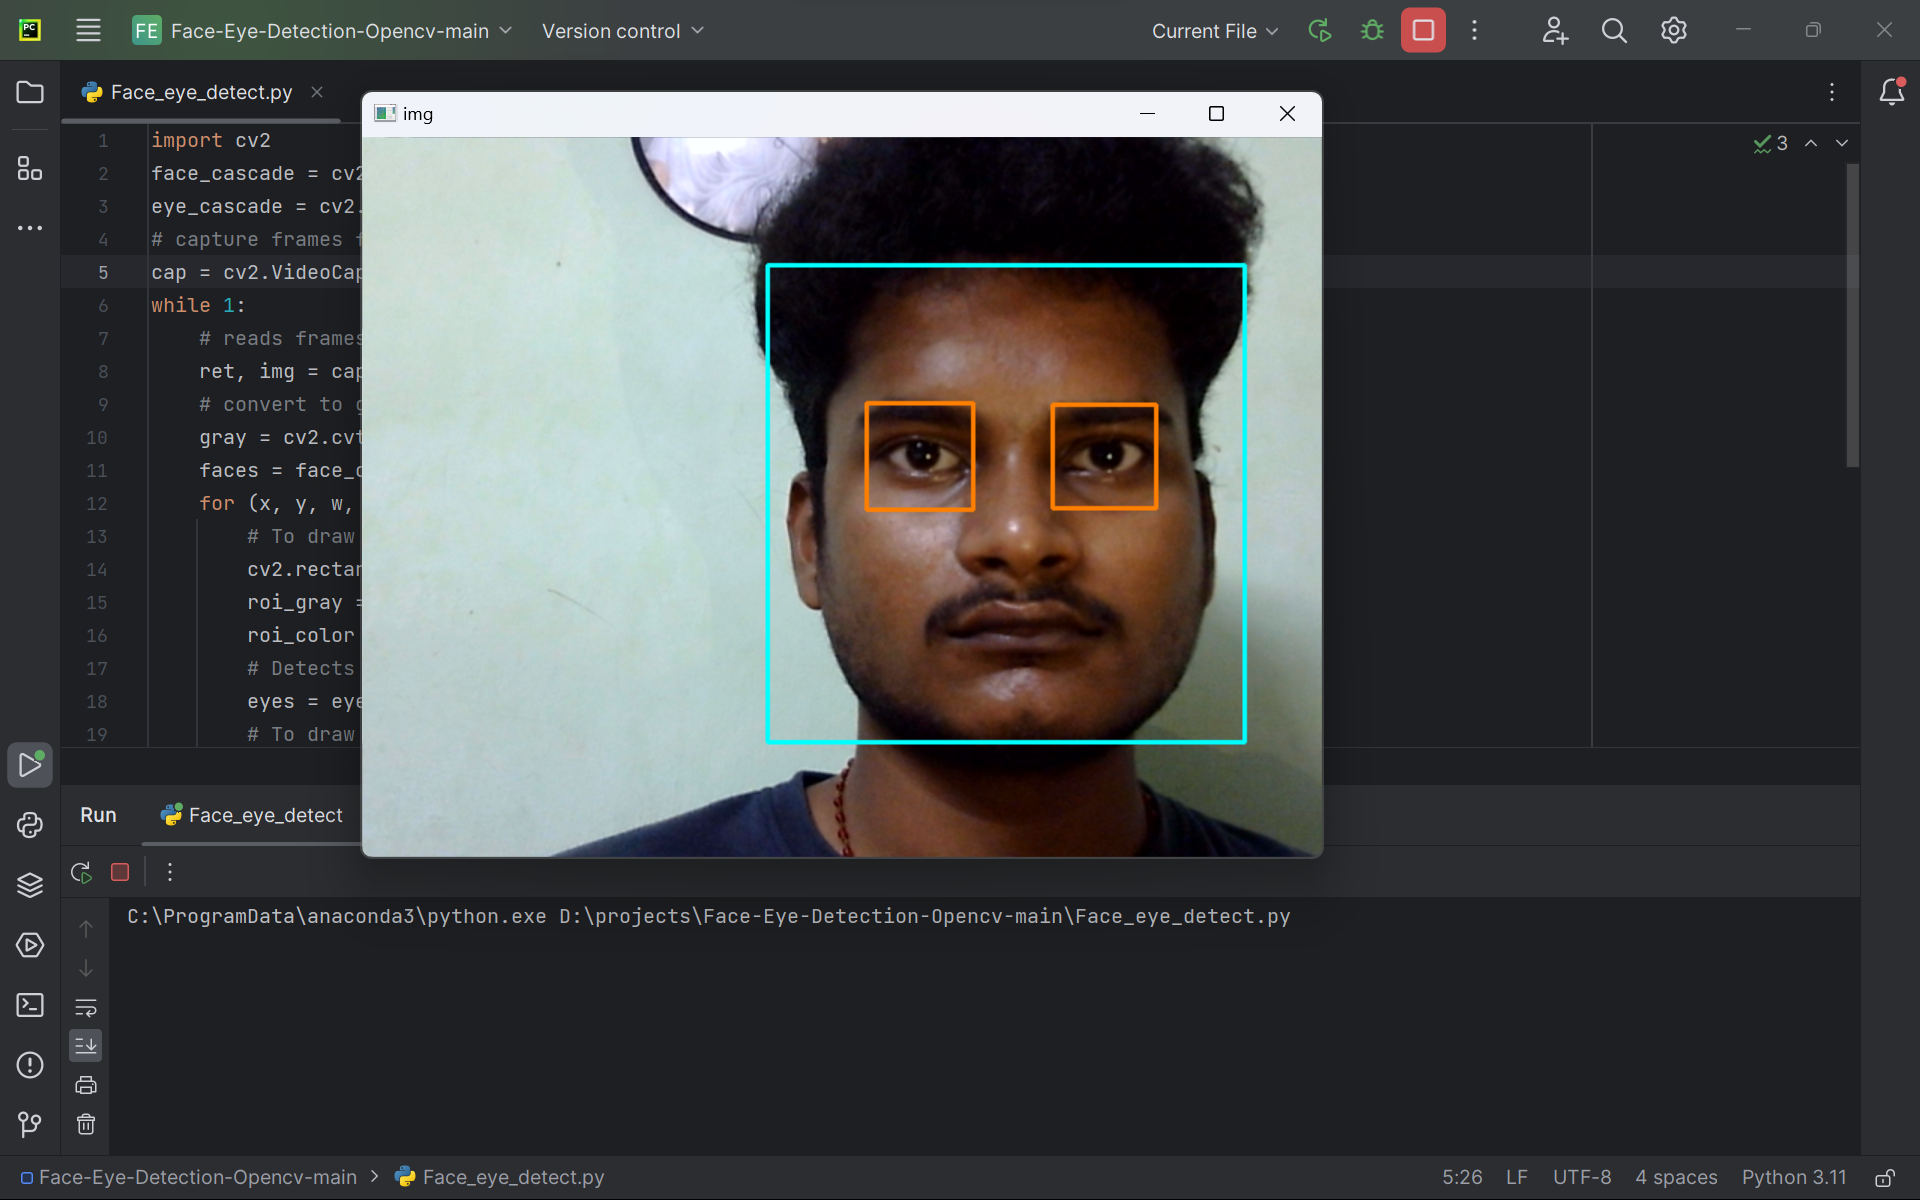 PC
FE Face-Eye-Detection-Opencv-main
Version control
Current File
Face_eye_detect.py
img
3
1 import cv2
2 face_cascade = cv2
3 eye_cascade = cv2.
4 # capture frames f
5 cap = cv2.VideoCap
6 while 1:
7 # reads frames
8 ret, img = cap
9 # convert to g
10 gray = cv2.cvt
11 faces = face_c
12 for (x, y, w,
13 # To draw
14 cv2.rectan
15 roi_gray =
16 roi_color
17 # Detects
18 eyes = eye
19 # To draw
Run
Face_eye_detect
C:\ProgramData\anaconda3\python.exe D:\projects\Face-Eye-Detection-Opencv-main\Face_eye_detect.py
Face-Eye-Detection-Opencv-main > Face_eye_detect.py
5:26 LF UTF-8 4 spaces Python 3.11